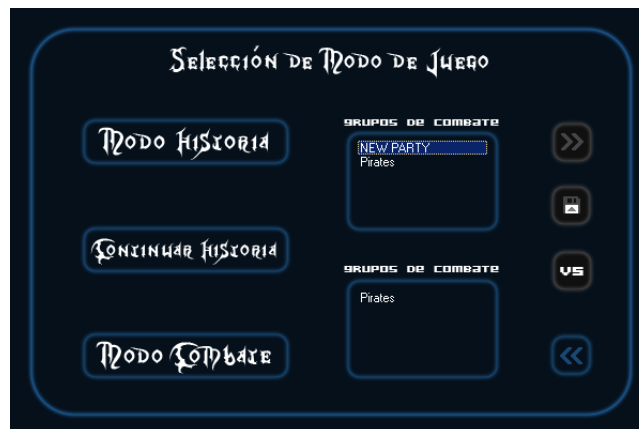 Selección de Modo de Juego
Modo Historia
Continuar Historia
Modo Combate
GRUPOS DE COMBATE
NEW PARTY
Pirates
GRUPOS DE COMBATE
Pirates
>>
VS
<<